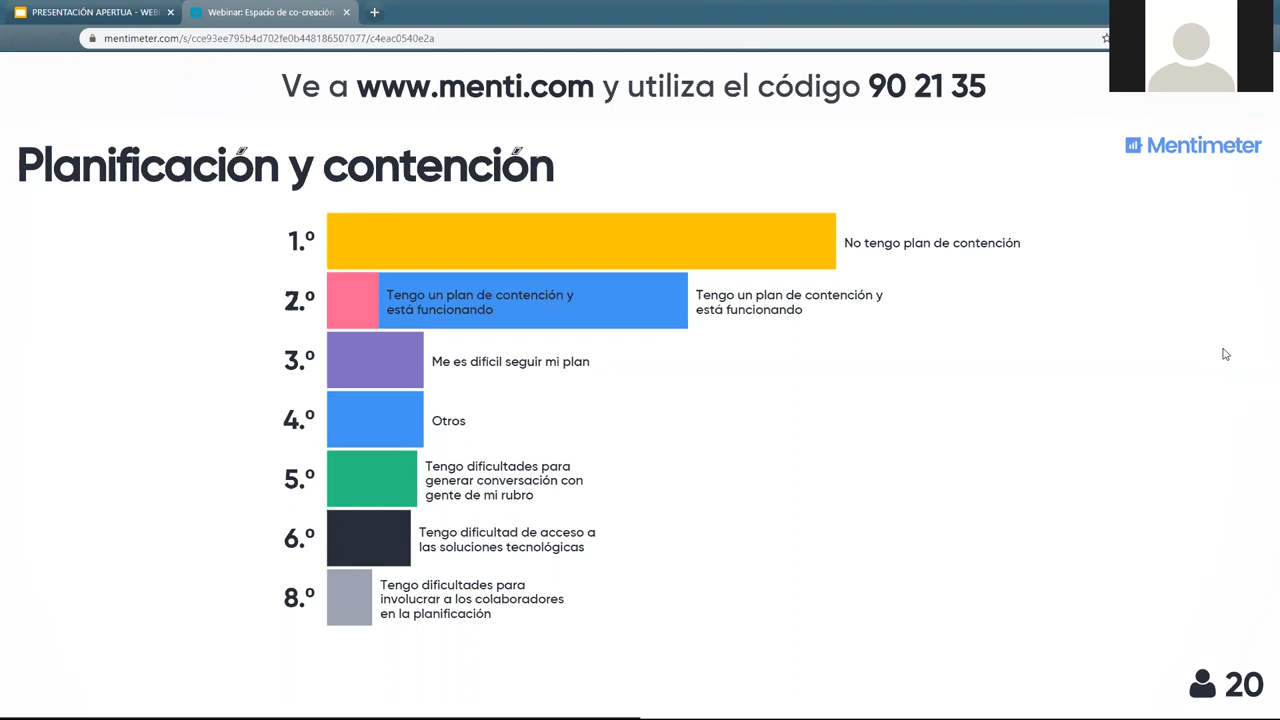 PRESENTACIÓN APERTUA - WEB
Webinar: Espacio de co-creación
mentimeter.com/s/cce93ee795b4d702fe0b448186507077/c4eac0540e2a
Ve a www.menti.com y utiliza el código 90 21 35
Mentimeter
Planificación y contención
1.º
No tengo plan de contención
2.º
Tengo un plan de contención y
está funcionando
Tengo un plan de contención y
está funcionando
3.º
Me es difícil seguir mi plan
4.º
Otros
5.º
Tengo dificultades para
generar conversación con
gente de mi rubro
6.º
Tengo dificultad de acceso a
las soluciones tecnológicas
8.º
Tengo dificultades para
involucrar a los colaboradores
en la planificación
20